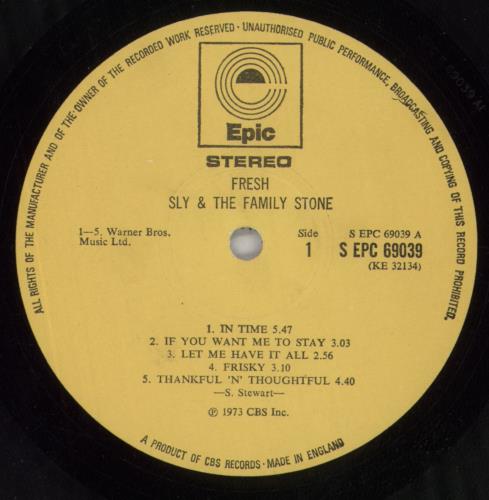 ALL RIGHTS OF THE MANUFACTURER AND OF THE OWNER OF THE RECORDED WORK RESERVED · UNAUTHORISED PUBLIC PERFORMANCE, BROADCASTING AND COPYING OF THIS RECORD PROHIBITED.
Epic
STEREO
FRESH
SLY & THE FAMILY STONE
1—5. Warner Bros.
Music Ltd.
Side
1
S EPC 69039 A
S EPC 69039
(KE 32134)
1. IN TIME 5.47
2. IF YOU WANT ME TO STAY 3.03
3. LET ME HAVE IT ALL 2.56
4. FRISKY 3.10
5. THANKFUL 'N' THOUGHTFUL 4.40
—S. Stewart—
℗ 1973 CBS Inc.
A PRODUCT OF CBS RECORDS · MADE IN ENGLAND